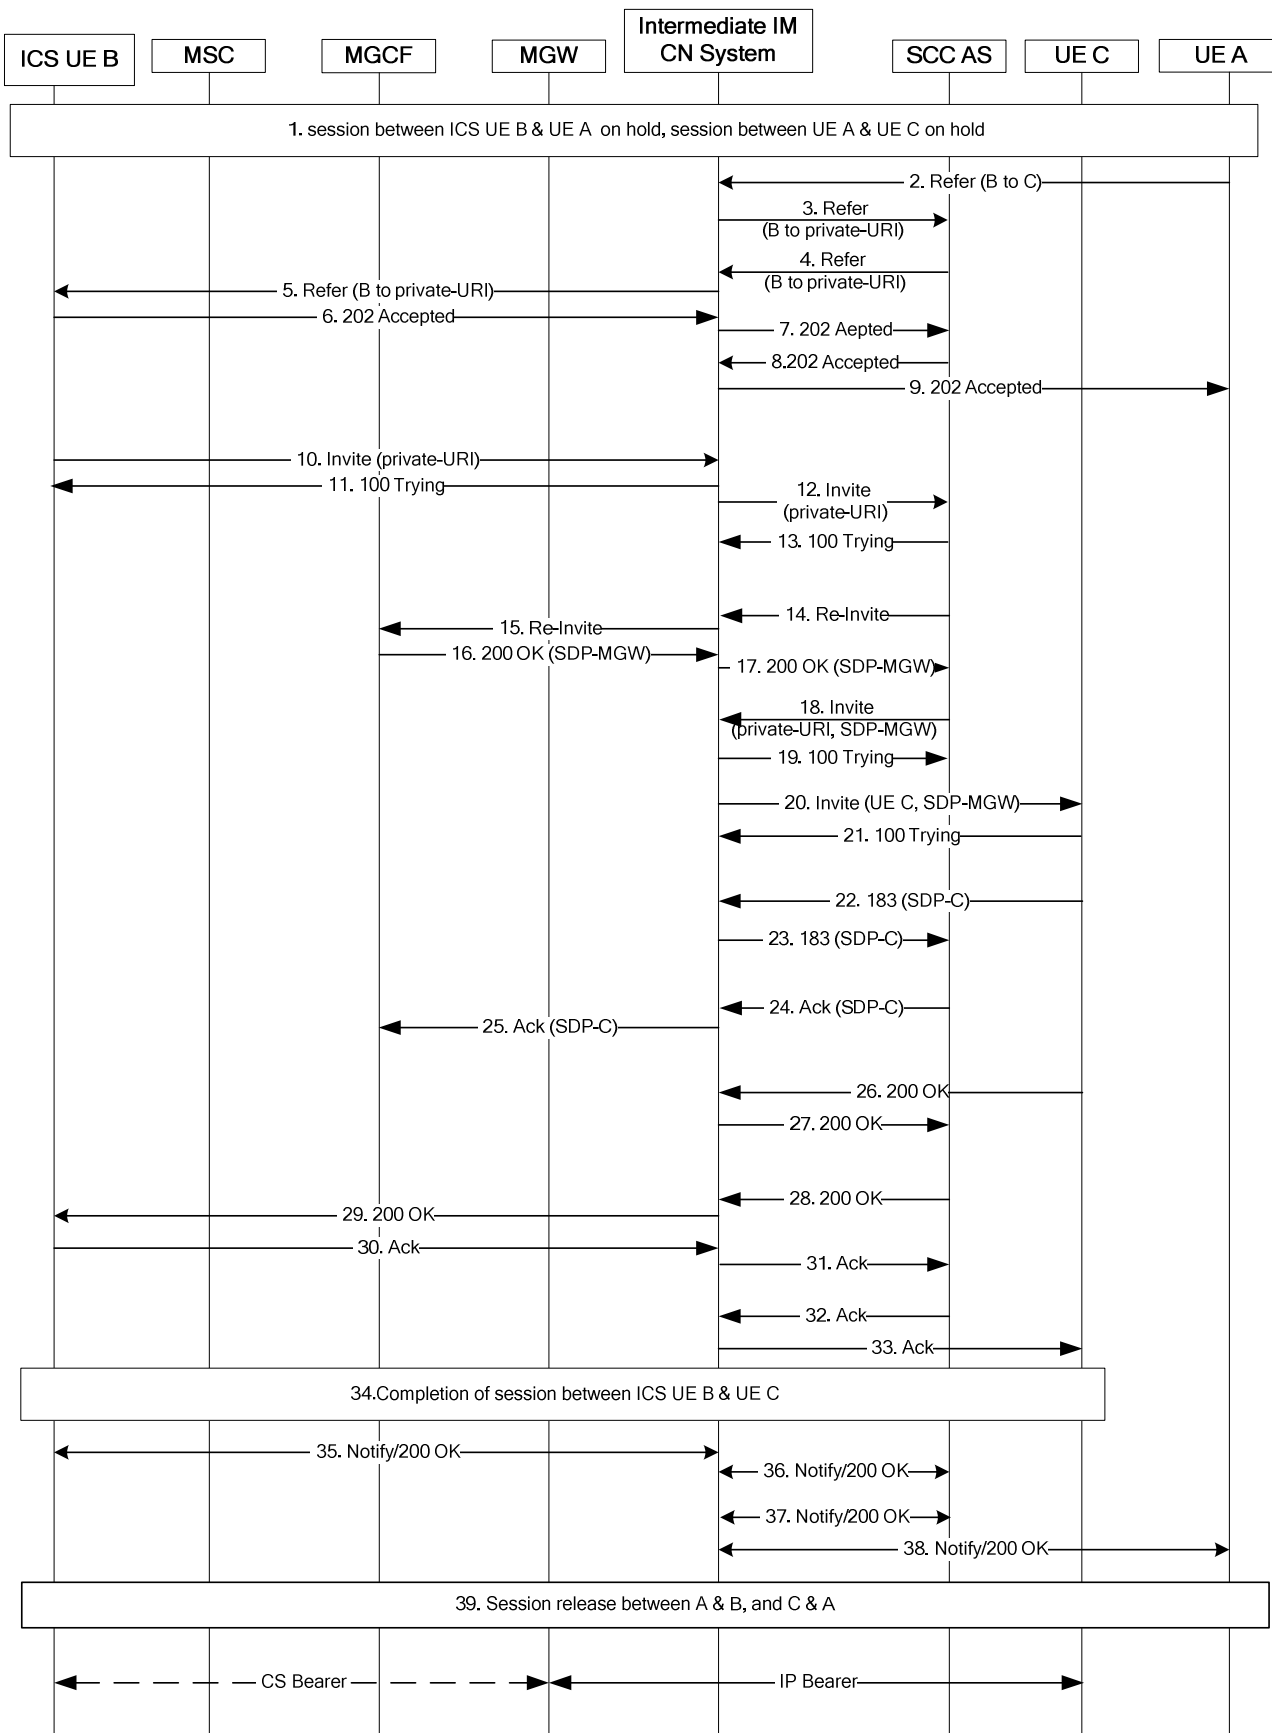 ICS UE B
MSC
MGCF
MGW
Intermediate IM
CN System
SCC AS
UE C
UE A
1. session between ICS UE B & UE A on hold, session between UE A & UE C on hold
2. Refer (B to C)
3. Refer
(B to private-URI)
4. Refer
(B to private-URI)
5. Refer (B to private-URI)
6. 202 Accepted
7. 202 Aepted
8.202 Accepted
9. 202 Accepted
10. Invite (private-URI)
11. 100 Trying
12. Invite
(private-URI)
13. 100 Trying
14. Re-Invite
15. Re-Invite
16. 200 OK (SDP-MGW)
17. 200 OK (SDP-MGW)
18. Invite
(private-URI, SDP-MGW)
19. 100 Trying
20. Invite (UE C, SDP-MGW)
21. 100 Trying
22. 183 (SDP-C)
23. 183 (SDP-C)
24. Ack (SDP-C)
25. Ack (SDP-C)
26. 200 OK
27. 200 OK
28. 200 OK
29. 200 OK
30. Ack
31. Ack
32. Ack
33. Ack
34.Completion of session between ICS UE B & UE C
35. Notify/200 OK
36. Notify/200 OK
37. Notify/200 OK
38. Notify/200 OK
39. Session release between A & B, and C & A
CS Bearer
IP Bearer